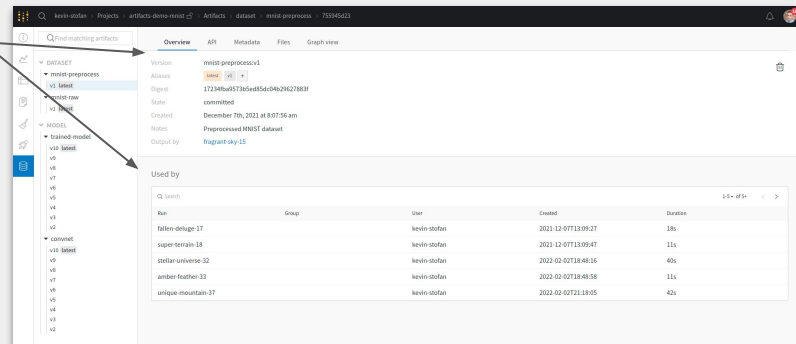 kevin-stofan > Projects > artifacts-demo-mnist > Artifacts > dataset > mnist-preprocess > 755945d23
Find matching artifacts
DATASET
mnist-preprocess
v1 latest
mnist-raw
v1 latest
MODEL
trained-model
v10 latest
v9
v8
v7
v6
v5
v4
v3
v2
convnet
v10 latest
v9
v8
v7
v6
v5
v4
v3
v2
Overview API Metadata Files Graph view
Version mnist-preprocess:v1
Aliases latest v1 +
Digest 17234fba9573b5ed85dc04b29627883f
State committed
Created December 7th, 2021 at 8:07:56 am
Notes Preprocessed MNIST dataset
Output by fragrant-sky-15
Used by
Search 1-5 of 5+ < >
Run Group User Created Duration
fallen-deluge-17 kevin-stofan 2021-12-07T13:09:27 18s
super-terrain-18 kevin-stofan 2021-12-07T13:09:47 11s
stellar-universe-32 kevin-stofan 2022-02-02T18:48:16 40s
amber-feather-33 kevin-stofan 2022-02-02T18:48:58 11s
unique-mountain-37 kevin-stofan 2022-02-02T21:18:05 42s